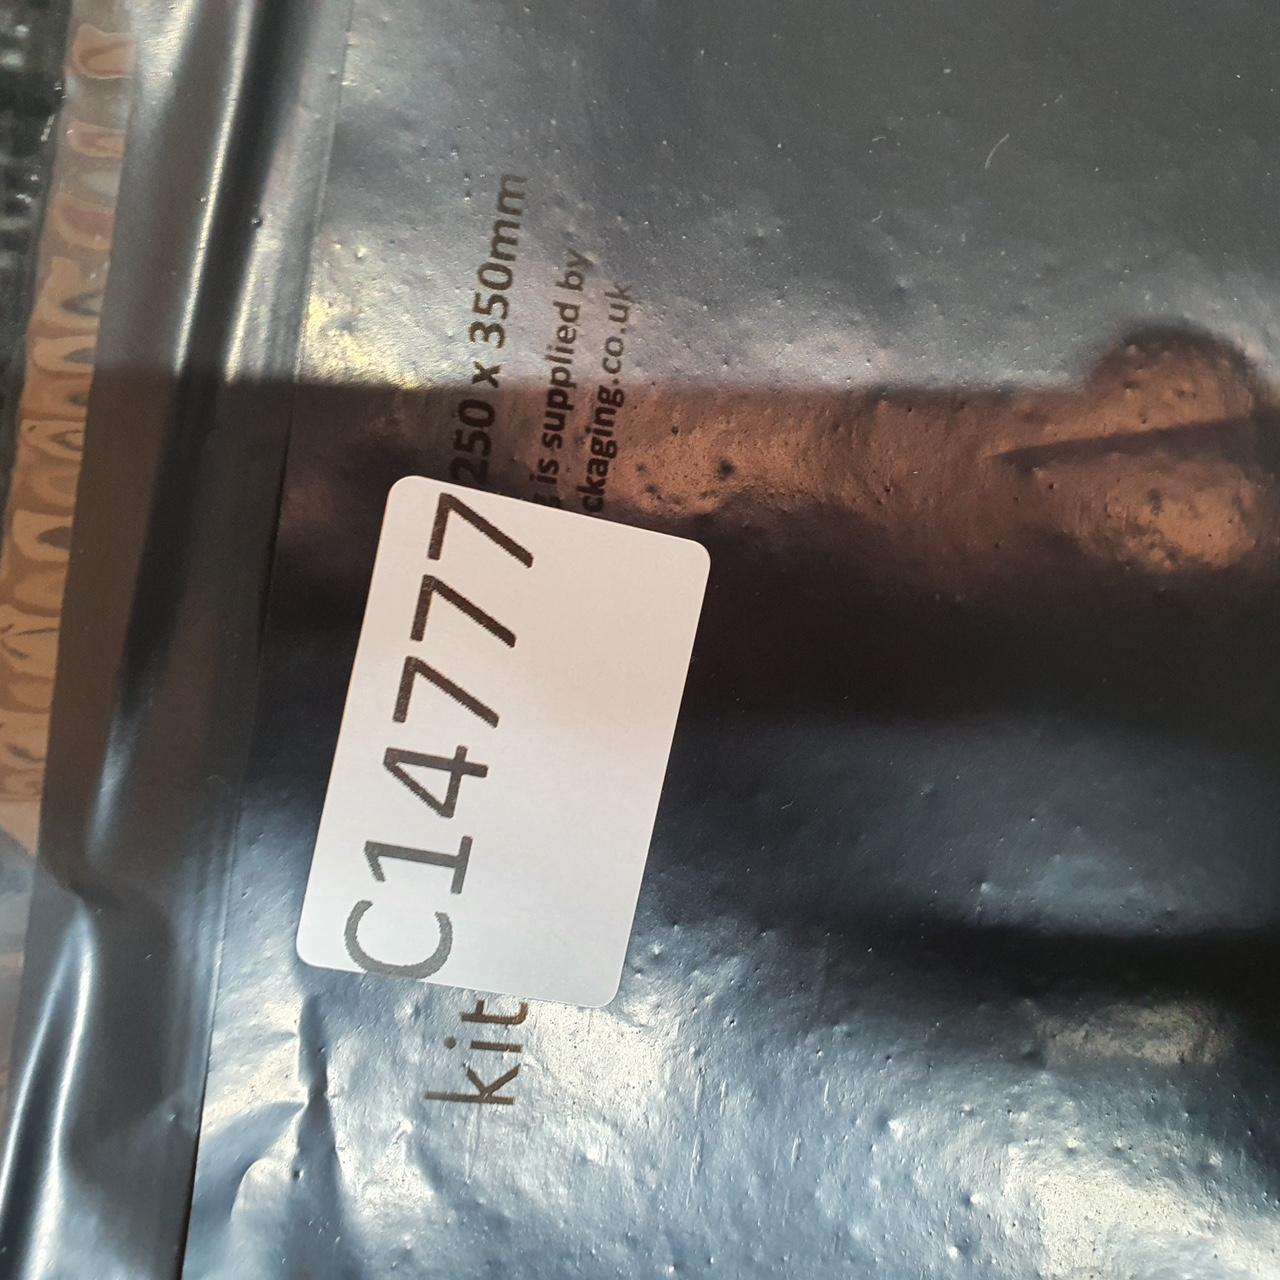 C14777
kit
250 x 350mm
is supplied by
ckaging.co.uk